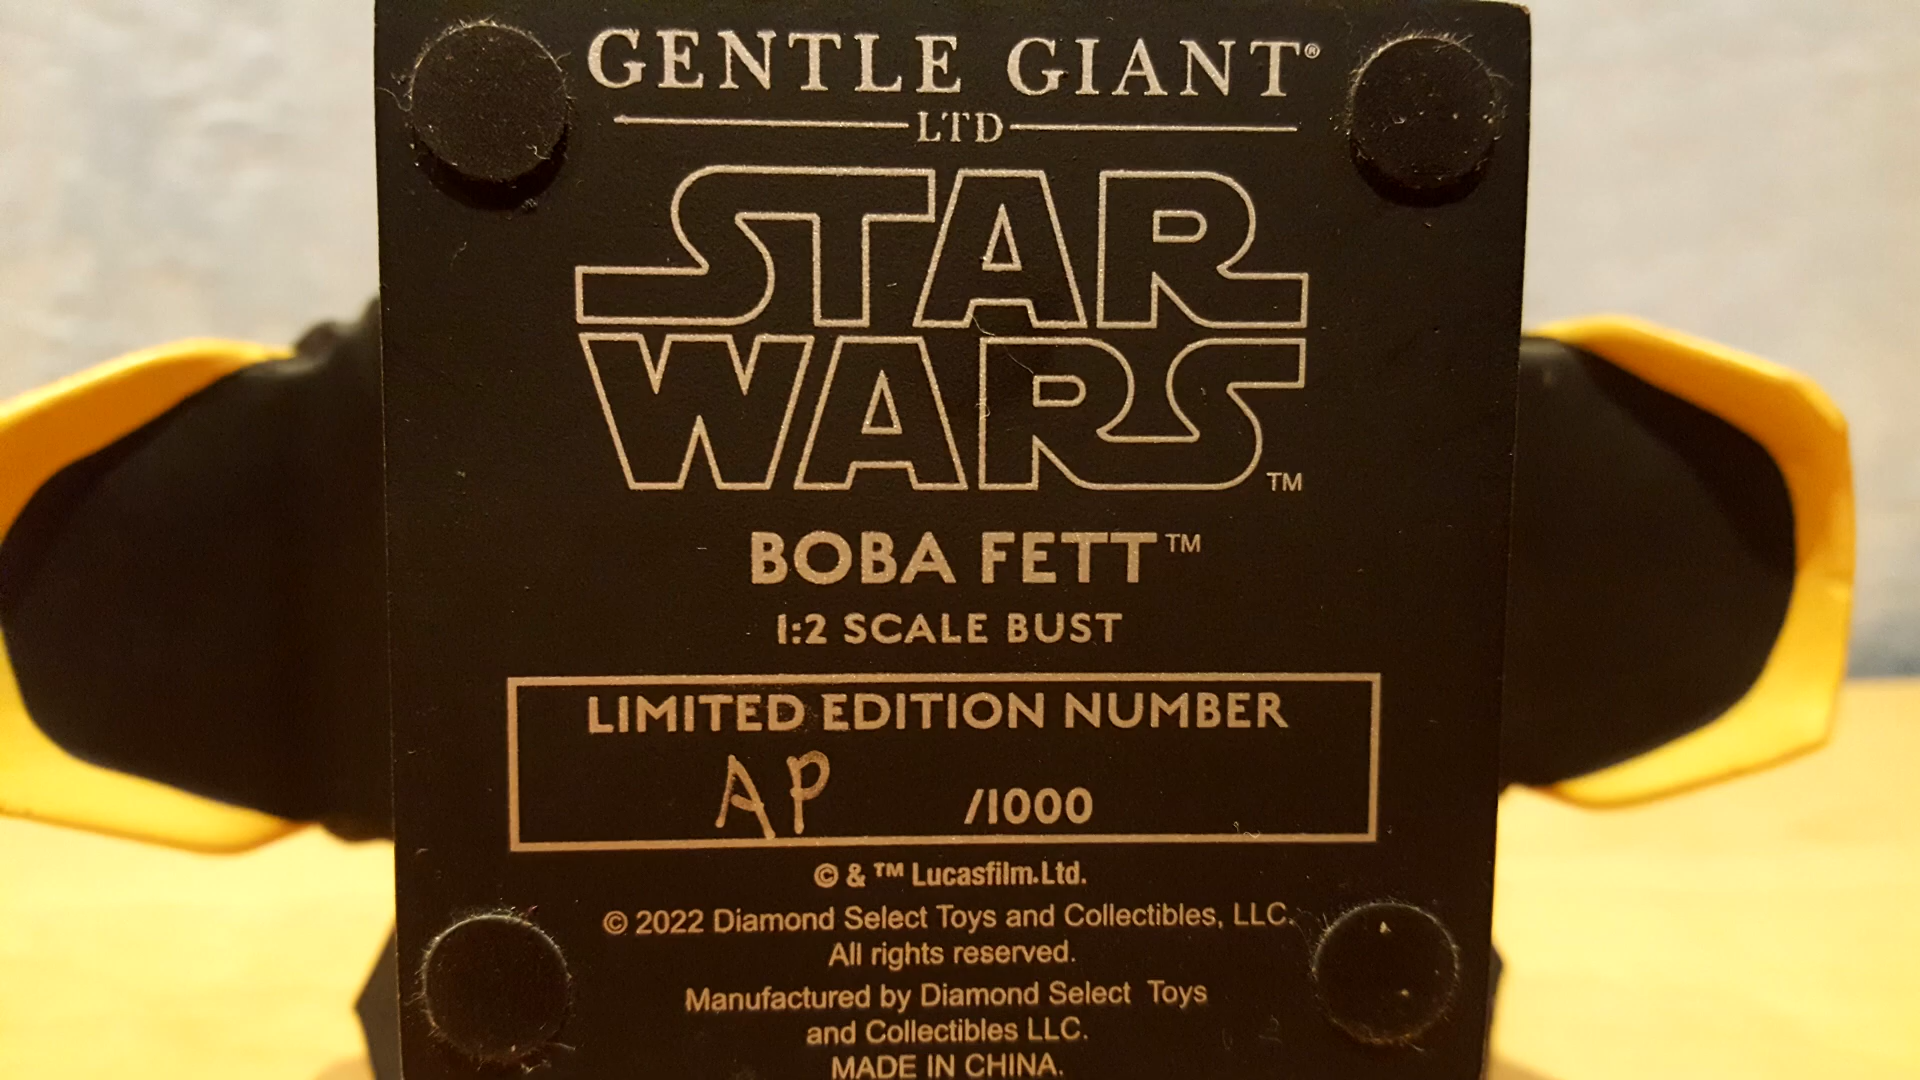 GENTLE GIANT®
LTD
STAR
WARS™
BOBA FETT™
1:2 SCALE BUST
LIMITED EDITION NUMBER
AP /1000
© & ™ Lucasfilm Ltd.
© 2022 Diamond Select Toys and Collectibles, LLC.
All rights reserved.
Manufactured by Diamond Select Toys
and Collectibles LLC.
MADE IN CHINA.